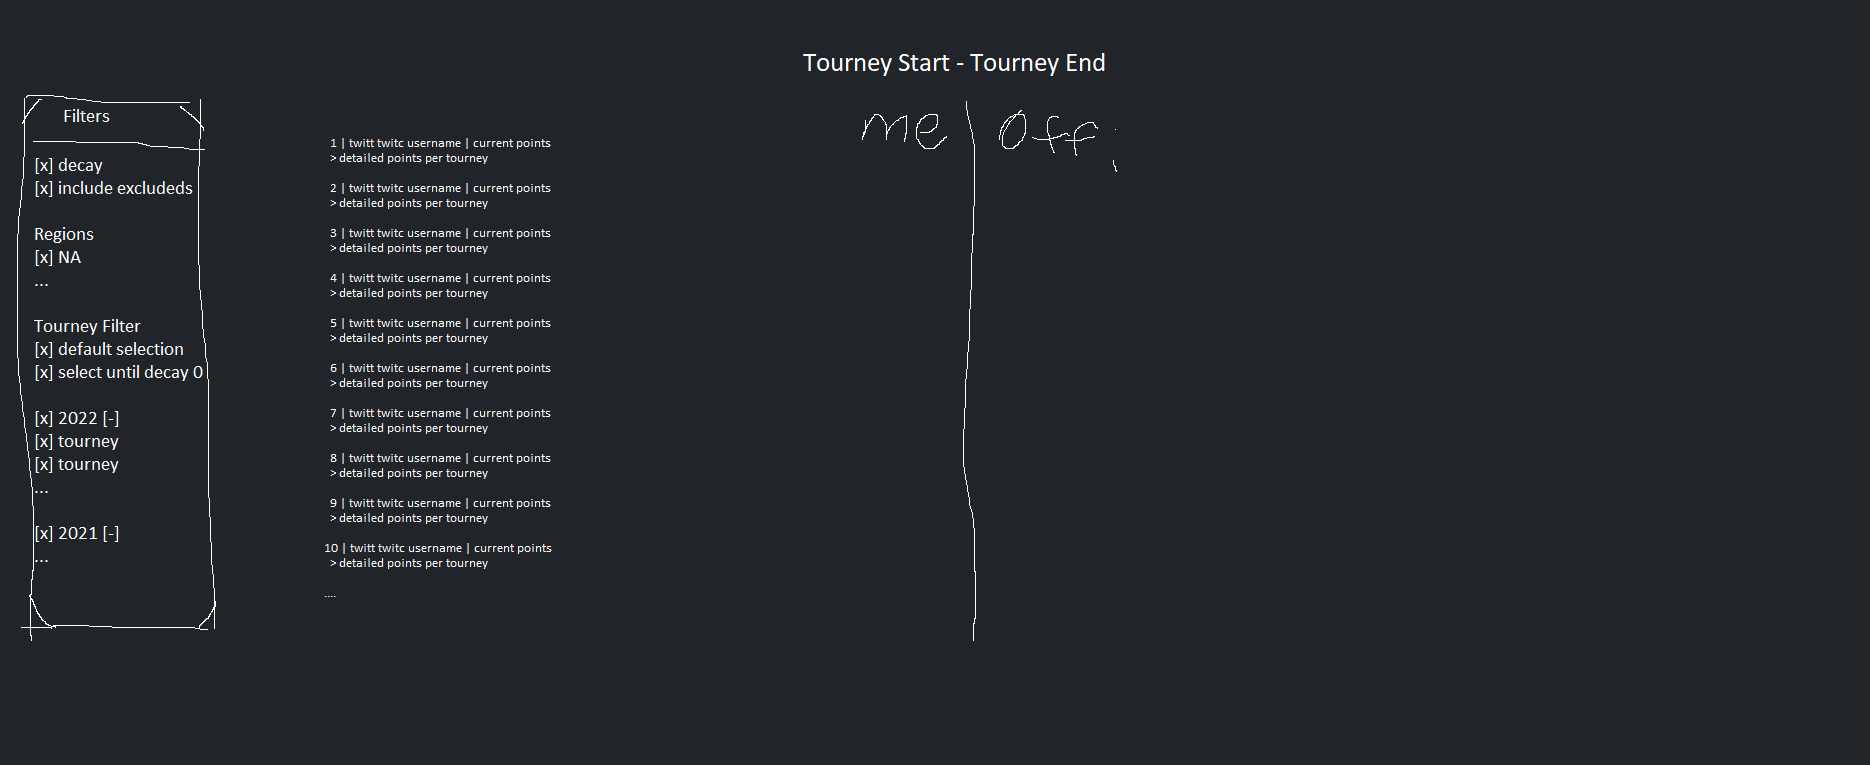 Tourney Start - Tourney End
Filters
[x] decay
[x] include excludeds
Regions
[x] NA
...
Tourney Filter
[x] default selection
[x] select until decay 0
[x] 2022 [-]
[x] tourney
[x] tourney
...
[x] 2021 [-]
...
1 | twitt twitc username | current points
> detailed points per tourney
2 | twitt twitc username | current points
> detailed points per tourney
3 | twitt twitc username | current points
> detailed points per tourney
4 | twitt twitc username | current points
> detailed points per tourney
5 | twitt twitc username | current points
> detailed points per tourney
6 | twitt twitc username | current points
> detailed points per tourney
7 | twitt twitc username | current points
> detailed points per tourney
8 | twitt twitc username | current points
> detailed points per tourney
9 | twitt twitc username | current points
> detailed points per tourney
10 | twitt twitc username | current points
> detailed points per tourney
....
me
off.